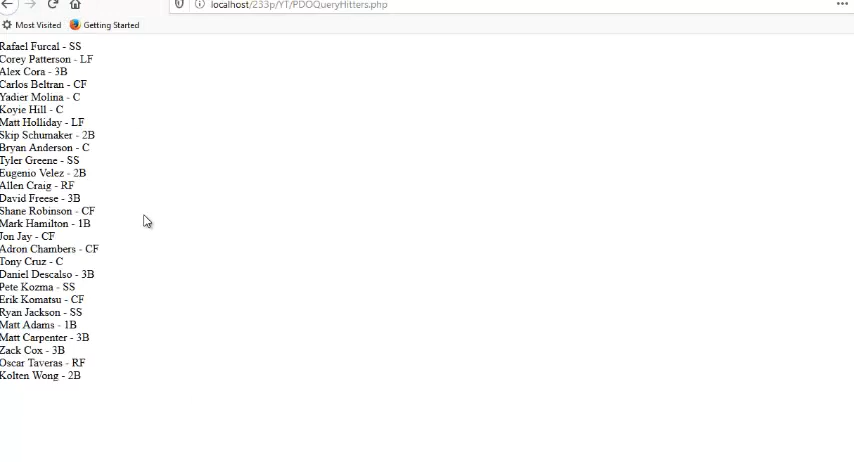 localhost/233p/YT/PDOQueryHitters.php
Most Visited Getting Started
Rafael Furcal - SS
Corey Patterson - LF
Alex Cora - 3B
Carlos Beltran - CF
Yadier Molina - C
Koyie Hill - C
Matt Holliday - LF
Skip Schumaker - 2B
Bryan Anderson - C
Tyler Greene - SS
Eugenio Velez - 2B
Allen Craig - RF
David Freese - 3B
Shane Robinson - CF
Mark Hamilton - 1B
Jon Jay - CF
Adron Chambers - CF
Tony Cruz - C
Daniel Descalso - 3B
Pete Kozma - SS
Erik Komatsu - CF
Ryan Jackson - SS
Matt Adams - 1B
Matt Carpenter - 3B
Zack Cox - 3B
Oscar Taveras - RF
Kolten Wong - 2B